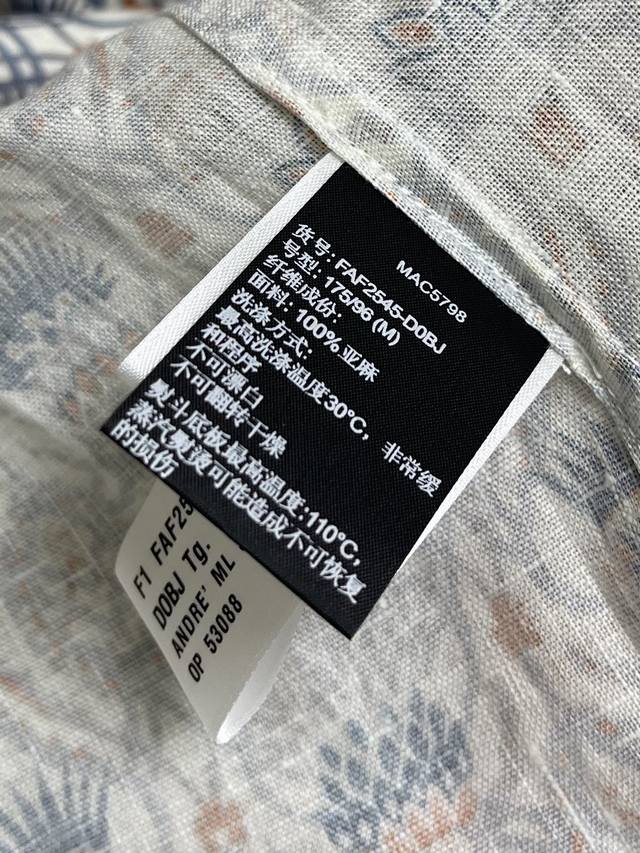 MAC5798
货号: FAF2545-D0BJ
号型: 175/96 (M)
纤维成份:
面料: 100% 亚麻
洗涤方式:
最高洗涤温度30°C, 非常缓
和程序
不可漂白
不可翻转干燥
熨斗底板最高温度:110°C,
蒸汽熨烫可能造成不可恢复
的损伤
F1 FAF25
D0BJ Tg.
ANDRE' ML
OP 53088